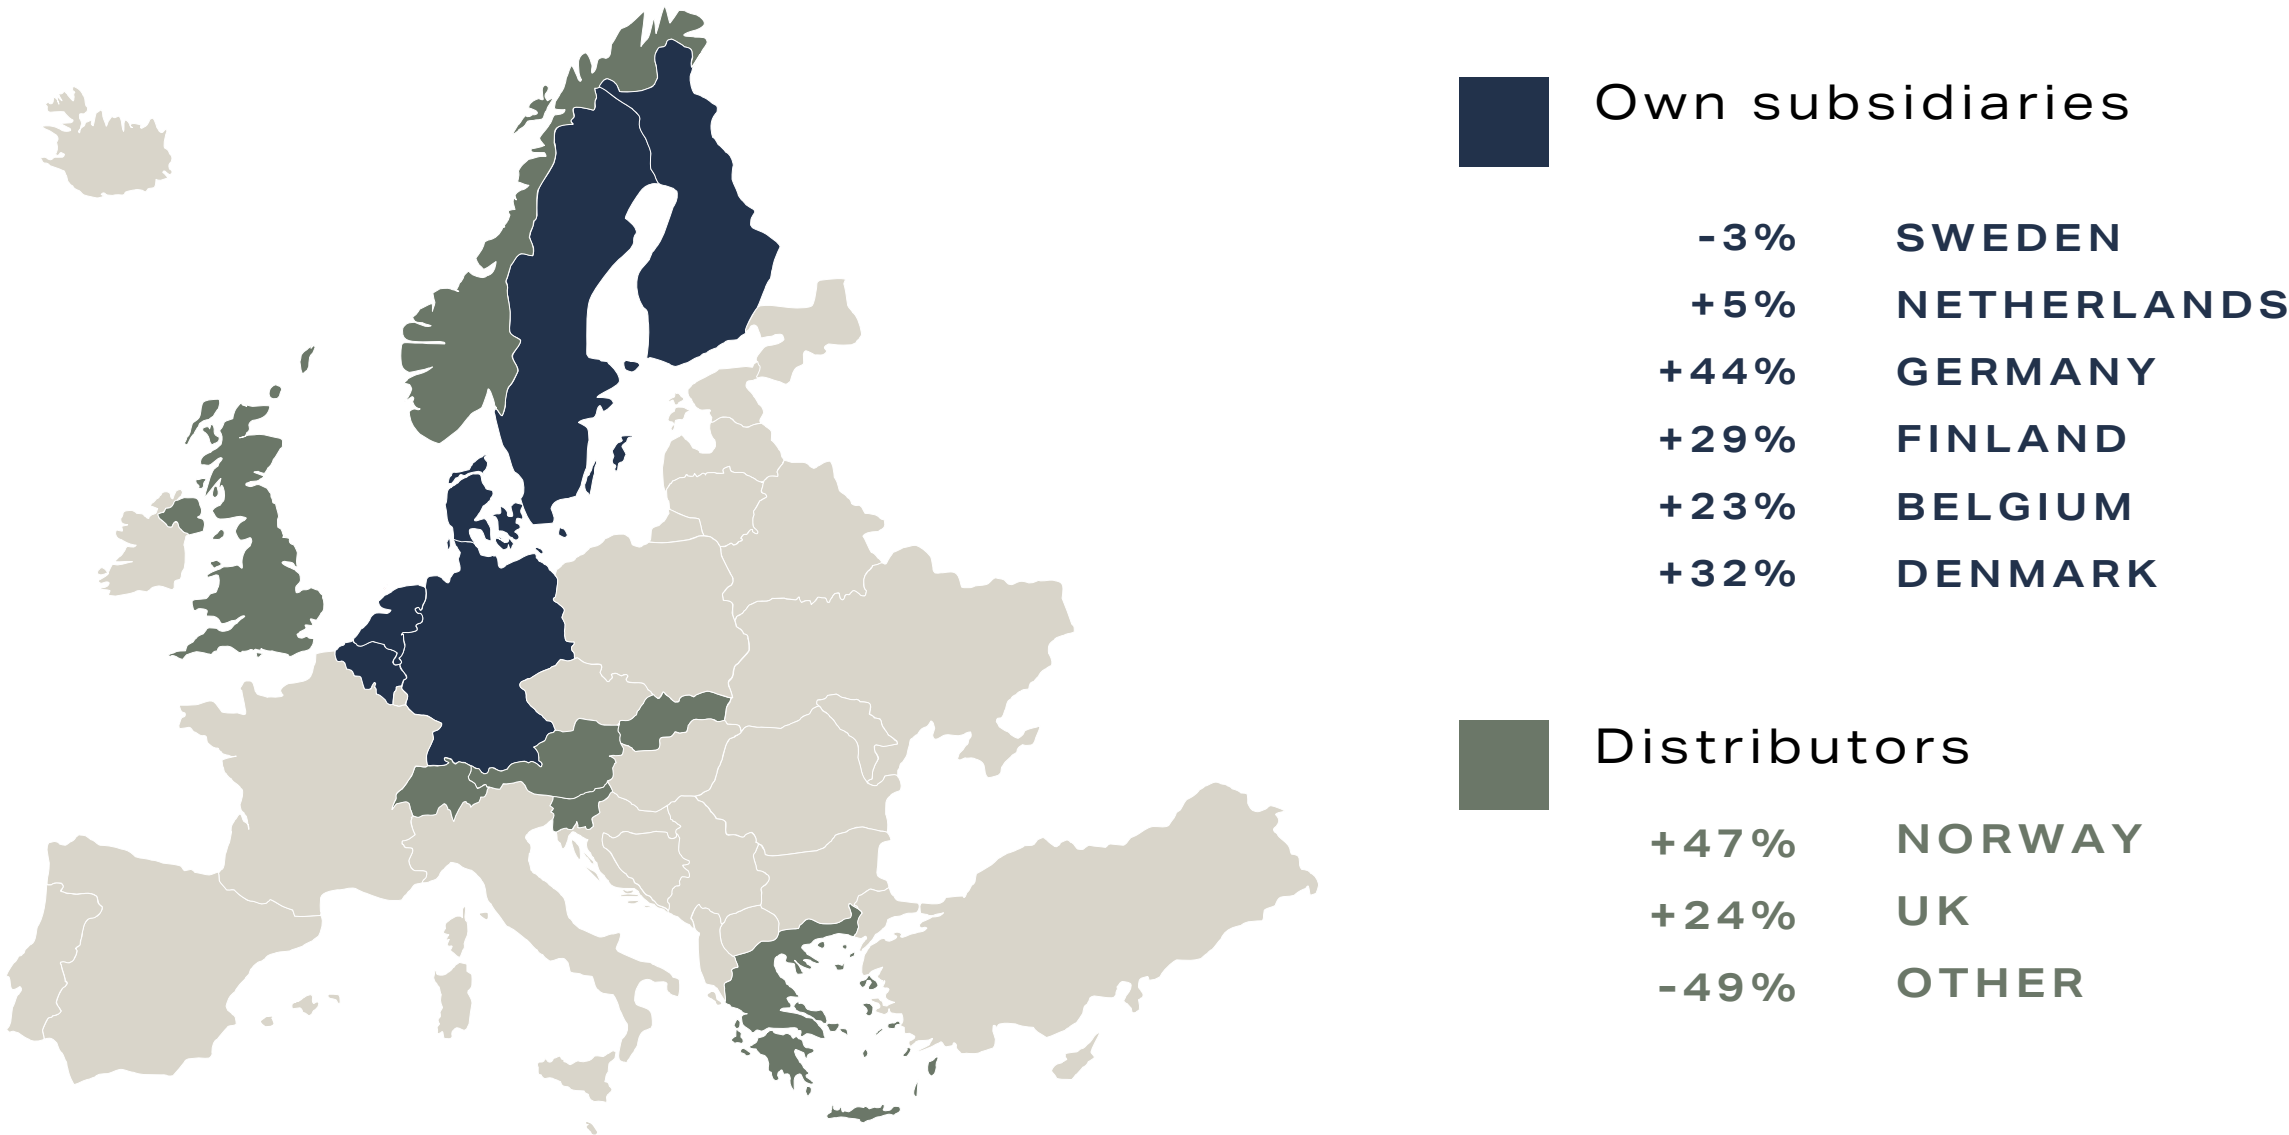 Own subsidiaries
-3% SWEDEN
+5% NETHERLANDS
+44% GERMANY
+29% FINLAND
+23% BELGIUM
+32% DENMARK
Distributors
+47% NORWAY
+24% UK
-49% OTHER